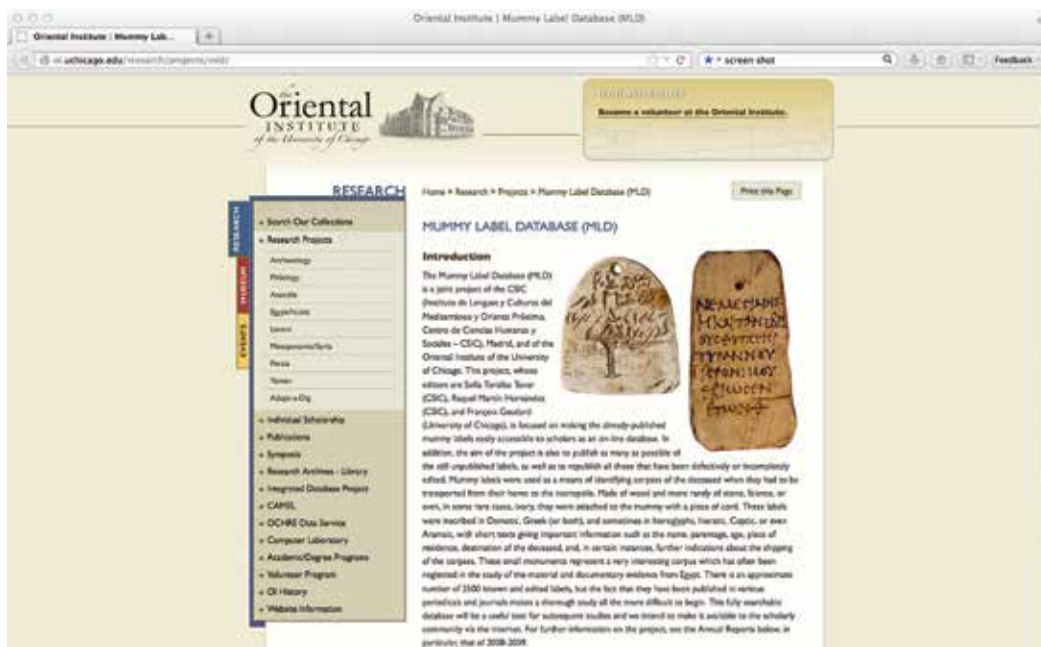 Oriental Institute | Mummy Label Database (MLD)
Oriental Institute | Mummy Lab...
uchicago.edu/research/projects/mld/
screen shot
Feedback
the
Oriental
INSTITUTE
of the University of Chicago
Become a volunteer at the Oriental Institute.
RESEARCH
MUSEUM
EVENTS
RESEARCH
» Search Our Collections
» Research Projects
Archaeology
Philology
Anatolia
Egypt/Nubia
Levant
Mesopotamia/Syria
Persia
Yemen
Adopt-a-Dig
» Individual Scholarship
» Publications
» Symposia
» Research Archives - Library
» Integrated Database Project
» CAMEL
» OCHRE Data Service
» Computer Laboratory
» Academic/Degree Programs
» Volunteer Program
» OI History
» Website Information
Home > Research > Projects > Mummy Label Database (MLD)
Print this Page
MUMMY LABEL DATABASE (MLD)
Introduction
The Mummy Label Database (MLD)
is a joint project of the CSIC
(Instituto de Lenguas y Culturas del
Mediterráneo y Oriente Próximo,
Centro de Ciencias Humanas y
Sociales – CSIC), Madrid, and of the
Oriental Institute of the University
of Chicago. This project, whose
editors are Sofía Torallas Tovar
(CSIC), Raquel Martín Hernández
(CSIC), and François Gaudard
(University of Chicago), is focused on making the already-published
mummy labels easily accessible to scholars as an on-line database. In
addition, the aim of the project is also to publish as many as possible of
the still unpublished labels, as well as to republish all those that have been defectively or incompletely
edited. Mummy labels were used as a means of identifying corpses of the deceased when they had to be
transported from their home to the necropolis. Made of wood and more rarely of stone, faience, or
even, in some rare cases, ivory, they were attached to the mummy with a piece of cord. These labels
were inscribed in Demotic, Greek (or both), and sometimes in hieroglyphs, hieratic, Coptic, or even
Aramaic, with short texts giving important information such as the name, parentage, age, place of
residence, destination of the deceased, and, in certain instances, further indications about the shipping
of the corpses. These small monuments represent a very interesting corpus which has often been
neglected in the study of the material and documentary evidence from Egypt. There is an approximate
number of 2500 known and edited labels, but the fact that they have been published in various
periodicals and journals makes a thorough study all the more difficult to begin. This fully searchable
database will be a useful tool for subsequent studies and we intend to make it available to the scholarly
community via the internet. For further information on the project, see the Annual Reports below, in
particular, that of 2008-2009.